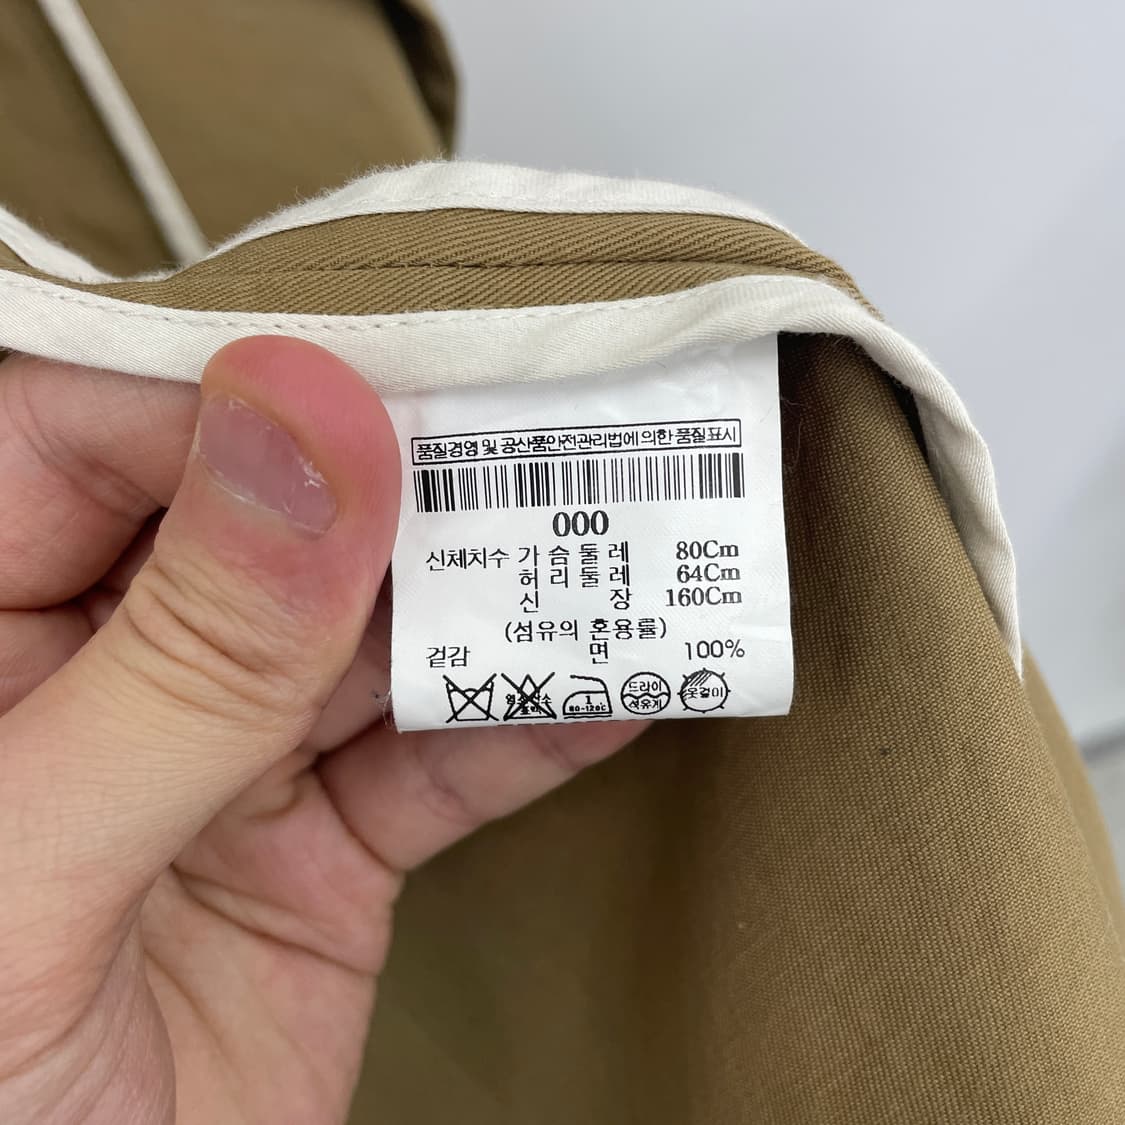 품질경영 및 공산품안전관리법에 의한 품질표시
000
신체치수 가슴둘레 80Cm
허리둘레 64Cm
신장 160Cm
(섬유의 혼용률)
겉감 면 100%
80-120℃
드라이
석유계
옷걸이